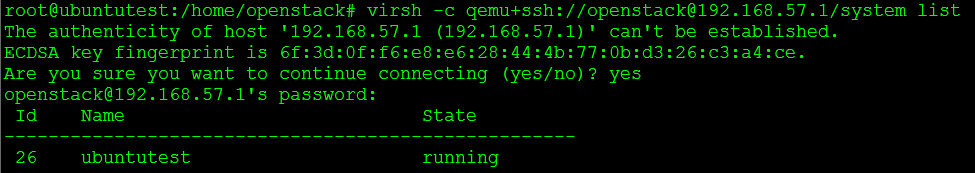 root@ubuntutest:/home/openstack# virsh -c qemu+ssh://openstack@192.168.57.1/system list
The authenticity of host '192.168.57.1 (192.168.57.1)' can't be established.
ECDSA key fingerprint is 6f:3d:0f:f6:e8:e6:28:44:4b:77:0b:d3:26:c3:a4:ce.
Are you sure you want to continue connecting (yes/no)? yes
openstack@192.168.57.1's password:
 Id    Name                           State
----------------------------------------------------
 26    ubuntutest                     running